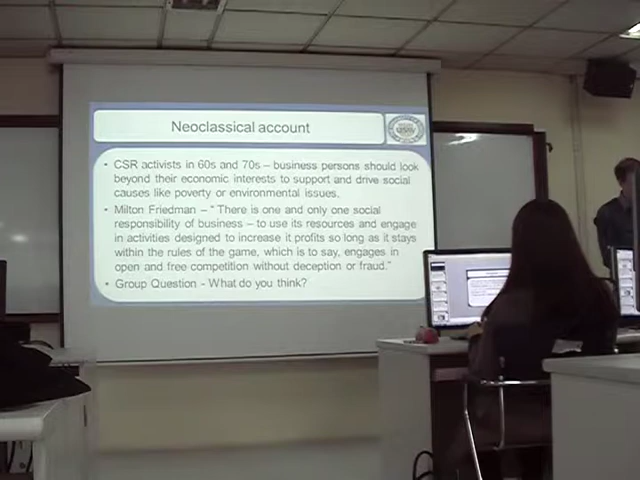 Neoclassical account
• CSR activists in 60s and 70s – business persons should look
beyond their economic interests to support and drive social
causes like poverty or environmental issues.
• Milton Friedman – “ There is one and only one social
responsibility of business – to use its resources and engage
in activities designed to increase it profits so long as it stays
within the rules of the game, which is to say, engages in
open and free competition without deception or fraud.”
• Group Question - What do you think?